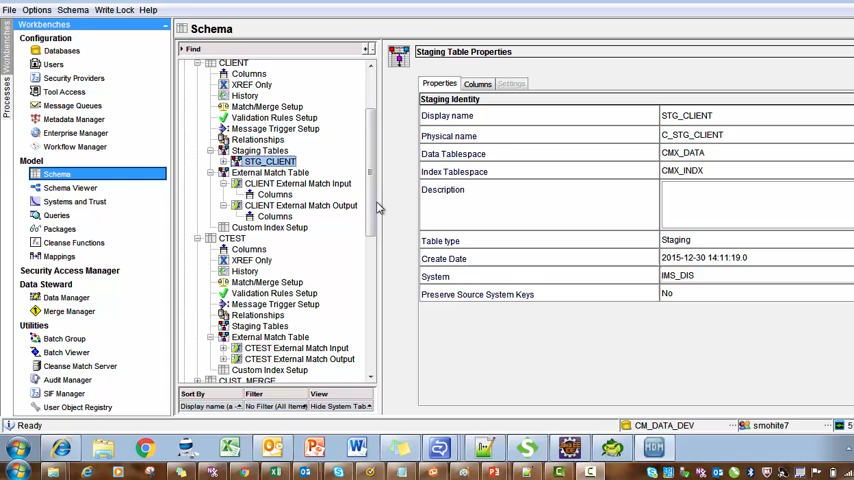 File Options Schema Write Lock Help
Workbenches
Processes Workbenches
Configuration
Databases
Users
Security Providers
Tool Access
Message Queues
Metadata Manager
Enterprise Manager
Workflow Manager
Model
Schema
Schema Viewer
Systems and Trust
Queries
Packages
Cleanse Functions
Mappings
Security Access Manager
Data Steward
Data Manager
Merge Manager
Utilities
Batch Group
Batch Viewer
Cleanse Match Server
Audit Manager
SIF Manager
User Object Registry
Schema
Find
CLIENT
Columns
XREF Only
History
Match/Merge Setup
Validation Rules Setup
Message Trigger Setup
Relationships
Staging Tables
STG_CLIENT
External Match Table
CLIENT External Match Input
Columns
CLIENT External Match Output
Columns
Custom Index Setup
CTEST
Columns
XREF Only
History
Match/Merge Setup
Validation Rules Setup
Message Trigger Setup
Relationships
Staging Tables
External Match Table
CTEST External Match Input
CTEST External Match Output
Custom Index Setup
CUST_MERGE
Sort By Filter View
Display name (a No Filter (All Items) Hide System Tab
Staging Table Properties
Properties Columns Settings
Staging Identity
Display name STG_CLIENT
Physical name C_STG_CLIENT
Data Tablespace CMX_DATA
Index Tablespace CMX_INDX
Description
Table type Staging
Create Date 2015-12-30 14:11:19.0
System IMS_DIS
Preserve Source System Keys No
Ready CM_DATA_DEV smohite7 5
MDM